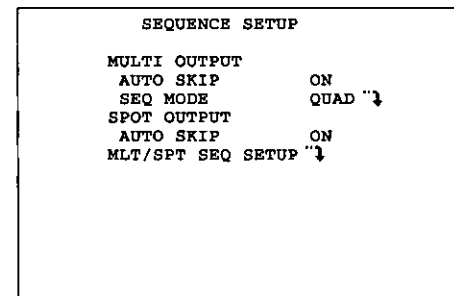 SEQUENCE SETUP
MULTI OUTPUT
AUTO SKIP ON
SEQ MODE QUAD
SPOT OUTPUT
AUTO SKIP ON
MLT/SPT SEQ SETUP